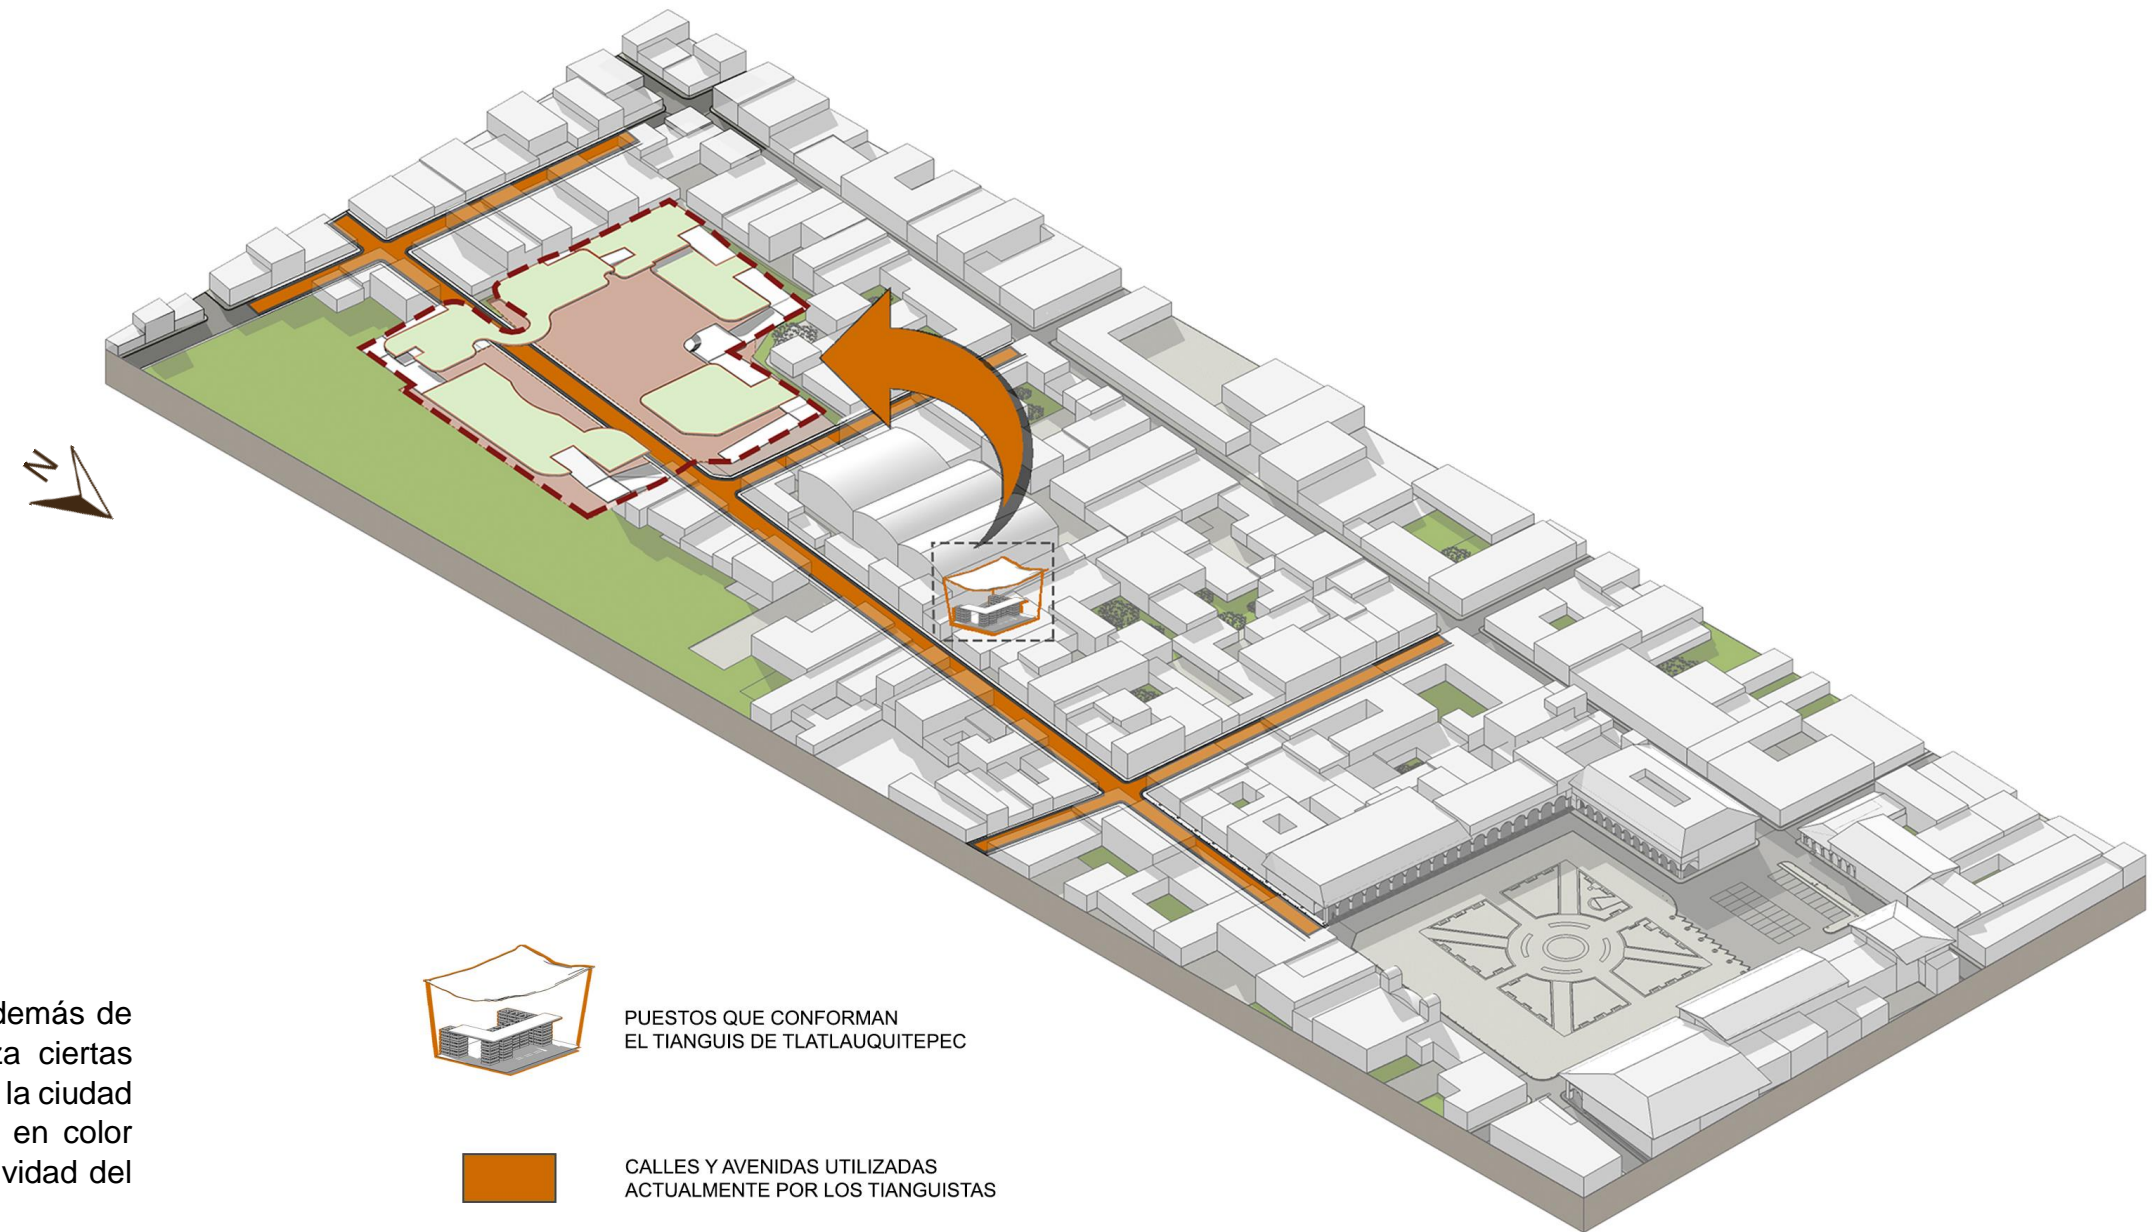 N
demás de
za ciertas
la ciudad
en color
vidad del
PUESTOS QUE CONFORMAN
EL TIANGUIS DE TLATLAUQUITEPEC
CALLES Y AVENIDAS UTILIZADAS
ACTUALMENTE POR LOS TIANGUISTAS